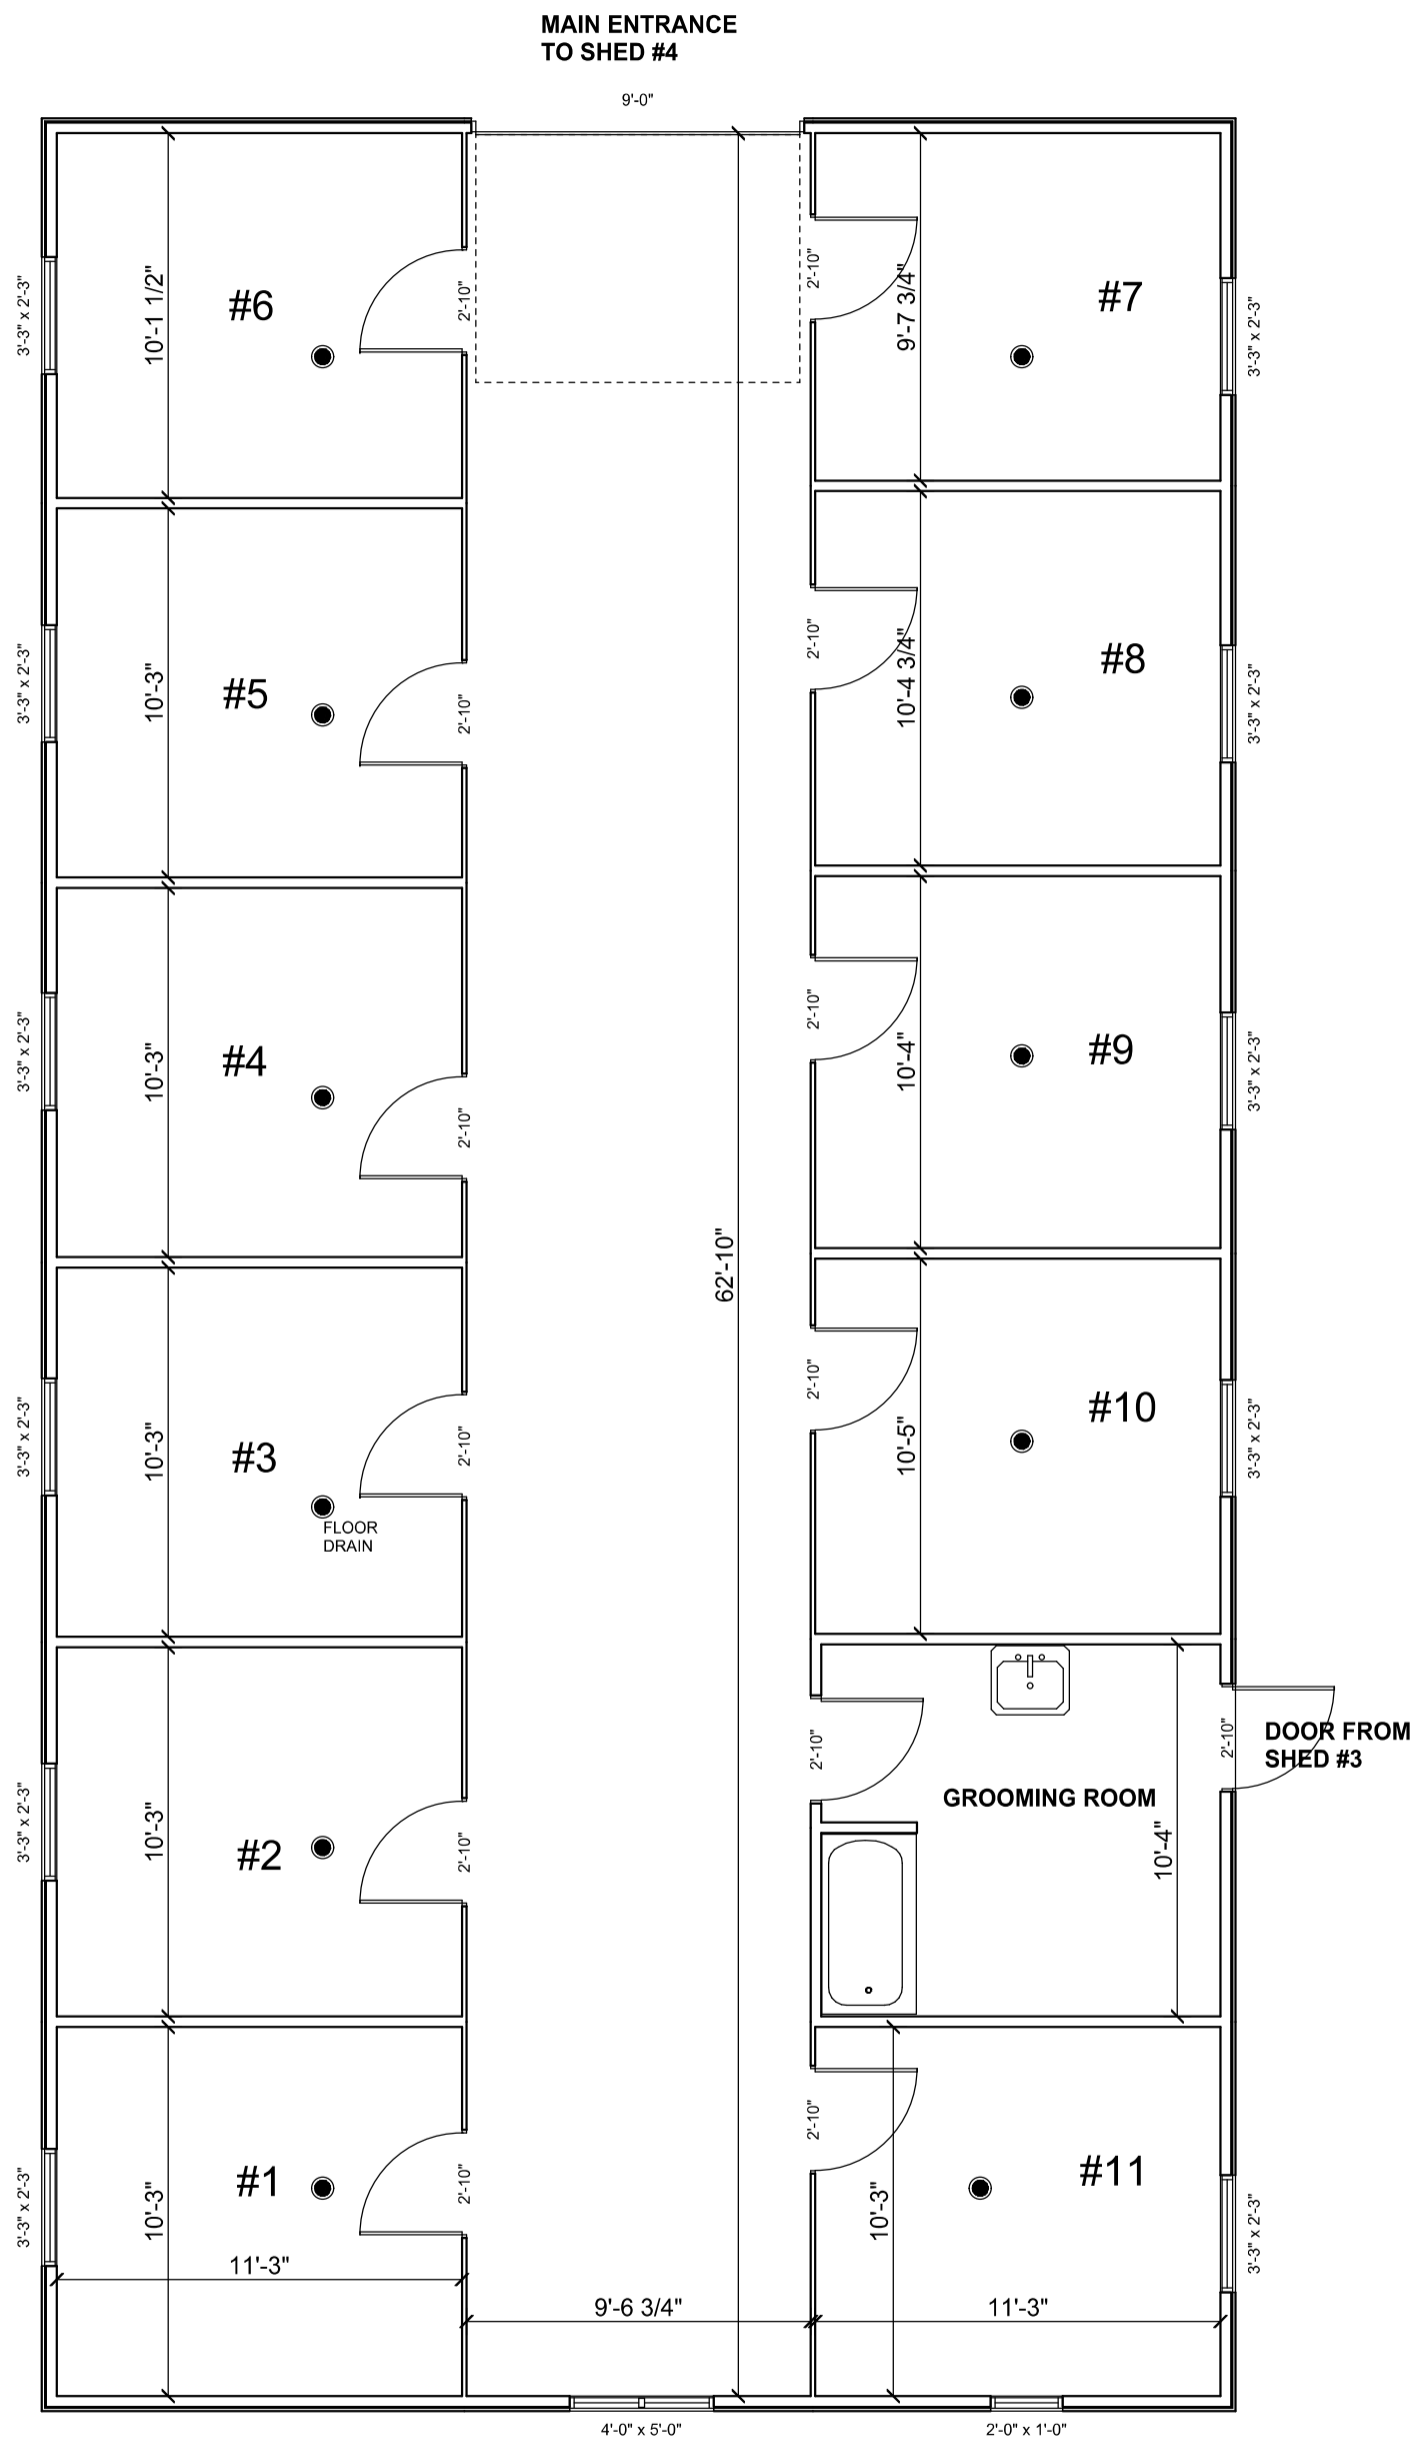 MAIN ENTRANCE
TO SHED #4
9'-0"
3'-3" x 2'-3"
10'-1 1/2"
#6
2'-10"
2'-10"
9'-7 3/4"
#7
3'-3" x 2'-3"
3'-3" x 2'-3"
10'-3"
#5
2'-10"
2'-10"
10'-4 3/4"
#8
3'-3" x 2'-3"
3'-3" x 2'-3"
10'-3"
#4
2'-10"
2'-10"
10'-4"
#9
3'-3" x 2'-3"
62'-10"
3'-3" x 2'-3"
10'-3"
#3
FLOOR
DRAIN
2'-10"
2'-10"
10'-5"
#10
3'-3" x 2'-3"
3'-3" x 2'-3"
10'-3"
#2
2'-10"
2'-10"
GROOMING ROOM
10'-4"
2'-10"
DOOR FROM
SHED #3
3'-3" x 2'-3"
10'-3"
#1
2'-10"
11'-3"
2'-10"
10'-3"
#11
3'-3" x 2'-3"
9'-6 3/4"
11'-3"
4'-0" x 5'-0"
2'-0" x 1'-0"